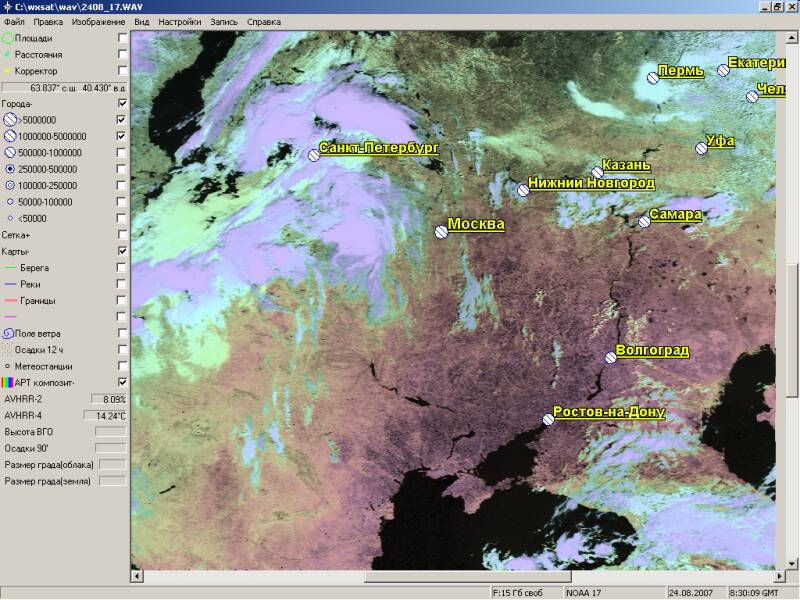 C:\wxsat\wav\2408_17.WAV
Файл Правка Изображение Вид Настройки Запись Справка
Площади
Расстояния
Корректор
63.837° с.ш. 40.430° в.д.
Города-
>5000000
1000000-5000000
500000-1000000
250000-500000
100000-250000
50000-100000
<50000
Сетка+
Карты-
Берега
Реки
Границы
Поле ветра
Осадки 12 ч
Метеостанции
APT композит-
AVHRR-2 8.09%
AVHRR-4 14.24°C
Высота ВГО
Осадки 90'
Размер града(облака)
Размер града(земля)
Пермь
Екатерин
Чел
Уфа
Санкт-Петербург
Казань
Нижний Новгород
Самара
Москва
Волгоград
Ростов-на-Дону
F:15 Гб своб NOAA 17 24.08.2007 8:30:09 GMT